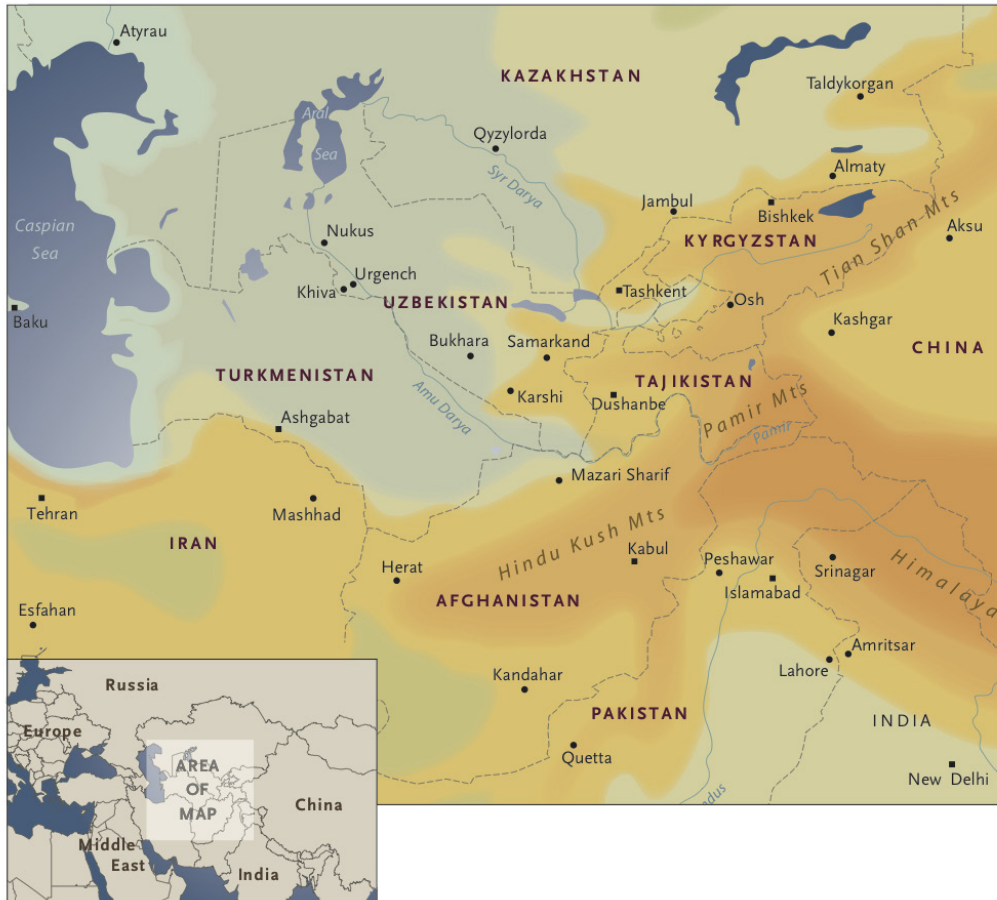 Atyrau
KAZAKHSTAN
Taldykorgan
Aral
Sea
Qyzylorda
Syr Darya
Almaty
Jambul
Bishkek
Tian Shan Mts
Caspian
Sea
Nukus
KYRGYZSTAN
Aksu
Urgench
Khiva
UZBEKISTAN
Tashkent
Osh
Baku
Kashgar
Bukhara
Samarkand
CHINA
TURKMENISTAN
TAJIKISTAN
Amu Darya
Karshi
Dushanbe
Pamir Mts
Ashgabat
Pamir
Mazari Sharif
Tehran
Mashhad
Hindu Kush Mts
IRAN
Kabul
Peshawar
Srinagar
Himalaya
Herat
Islamabad
AFGHANISTAN
Esfahan
Amritsar
Lahore
Kandahar
PAKISTAN
INDIA
Quetta
New Delhi
ndus
Russia
Europe
AREA
OF
MAP
China
Middle
East
India